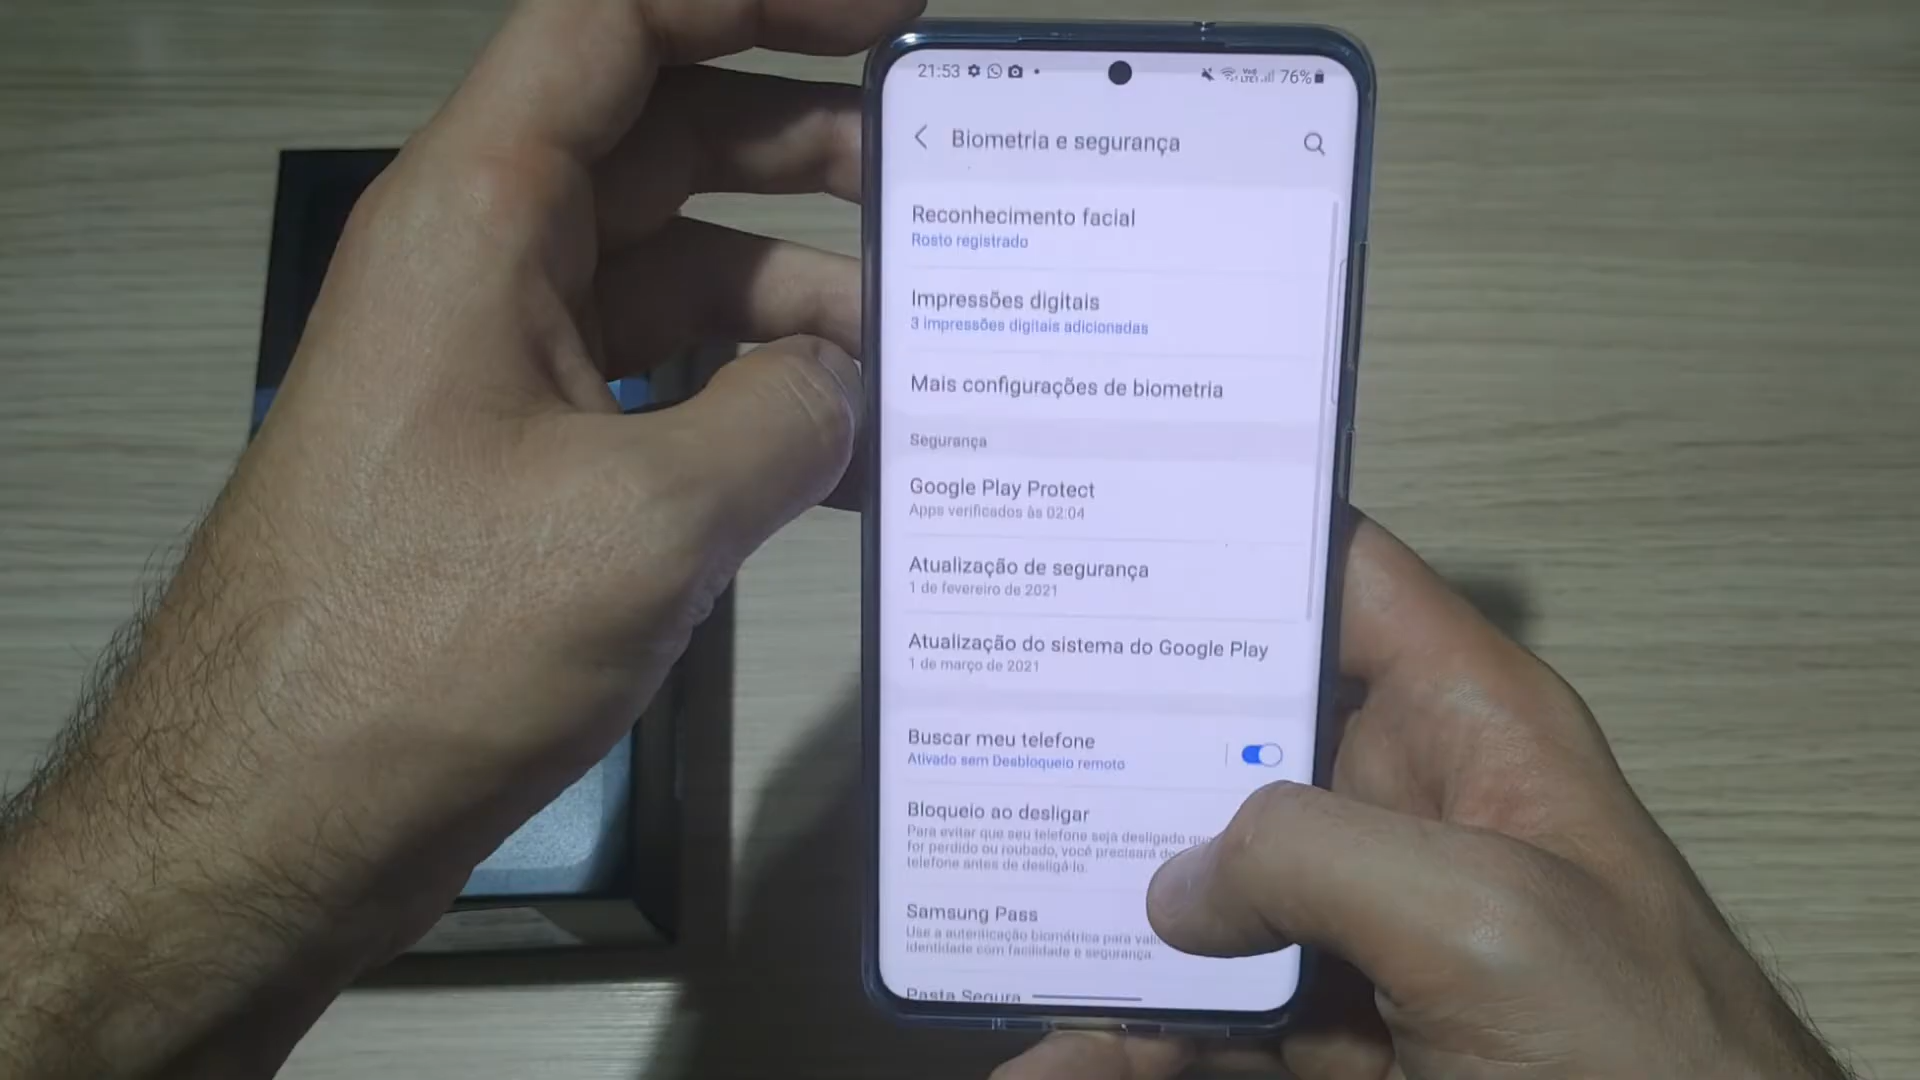 21:53
76%
Biometria e segurança
Reconhecimento facial
Rosto registrado
Impressões digitais
3 impressões digitais adicionadas
Mais configurações de biometria
Segurança
Google Play Protect
Apps verificados às 02:04
Atualização de segurança
1 de fevereiro de 2021
Atualização do sistema do Google Play
1 de março de 2021
Buscar meu telefone
Ativado sem Desbloqueio remoto
Bloqueio ao desligar
Para evitar que seu telefone seja desligado
for perdido ou roubado, você precisará
telefone antes de desligá-lo.
Samsung Pass
Use a autenticação biométrica para
identidade com facilidade e segurança.
Pasta Segura